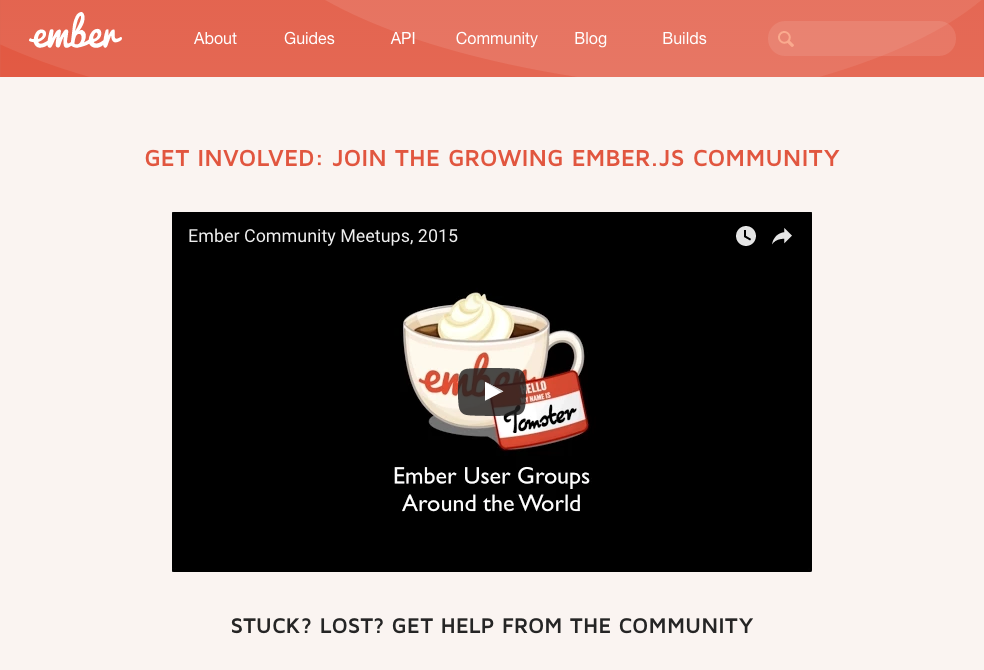 ember
About Guides API Community Blog Builds
GET INVOLVED: JOIN THE GROWING EMBER.JS COMMUNITY
Ember Community Meetups, 2015
ember
HELLO
MY NAME IS
Tomster
Ember User Groups
Around the World
STUCK? LOST? GET HELP FROM THE COMMUNITY